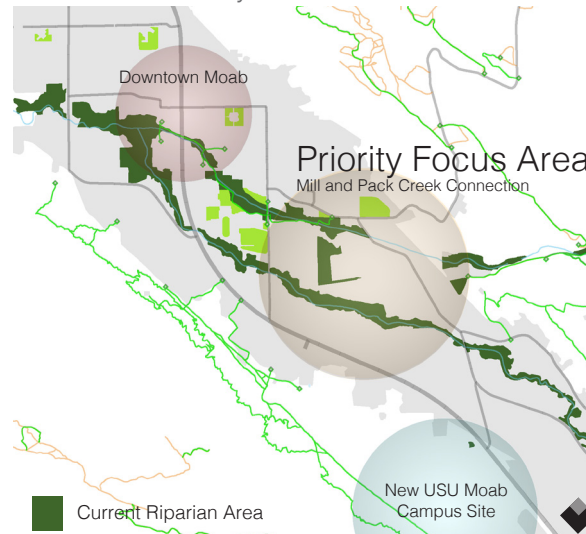 Downtown Moab
Priority Focus Area
Mill and Pack Creek Connection
New USU Moab
Campus Site
Current Riparian Area